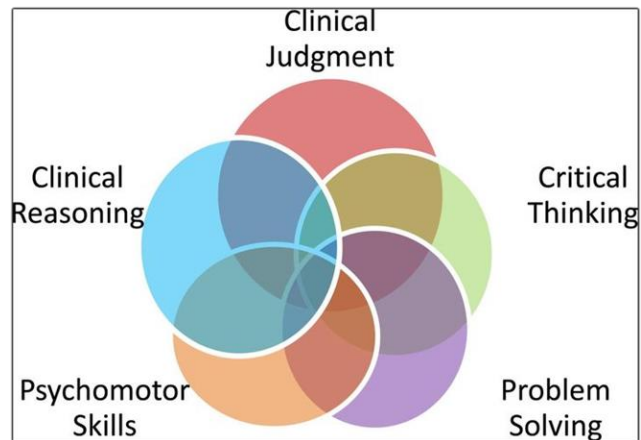 Clinical
Judgment
Clinical
Reasoning
Critical
Thinking
Psychomotor
Skills
Problem
Solving